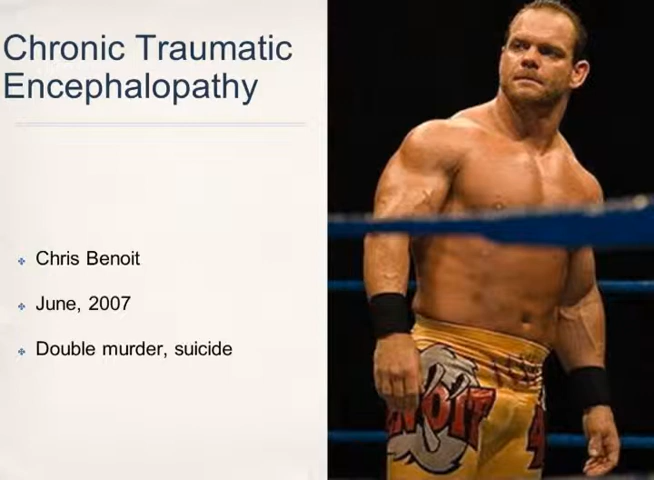 Chronic Traumatic
Encephalopathy
Chris Benoit
June, 2007
Double murder, suicide